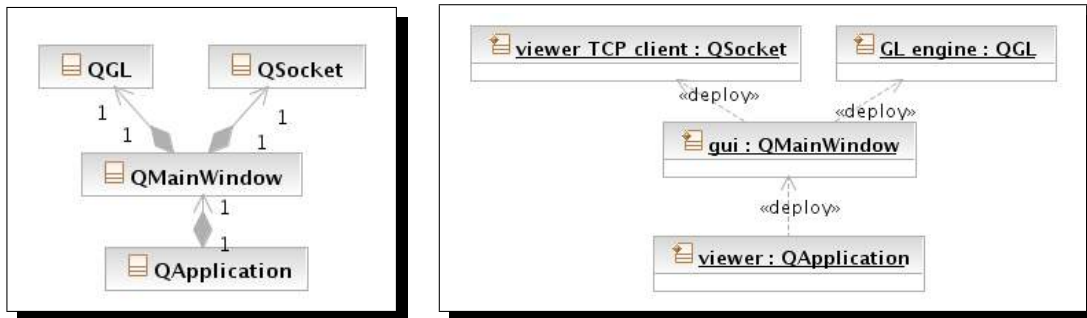 QGL
QSocket
1
1
1
1
QMainWindow
1
1
QApplication
viewer TCP client : QSocket
GL engine : QGL
«deploy»
«deploy»
gui : QMainWindow
«deploy»
viewer : QApplication